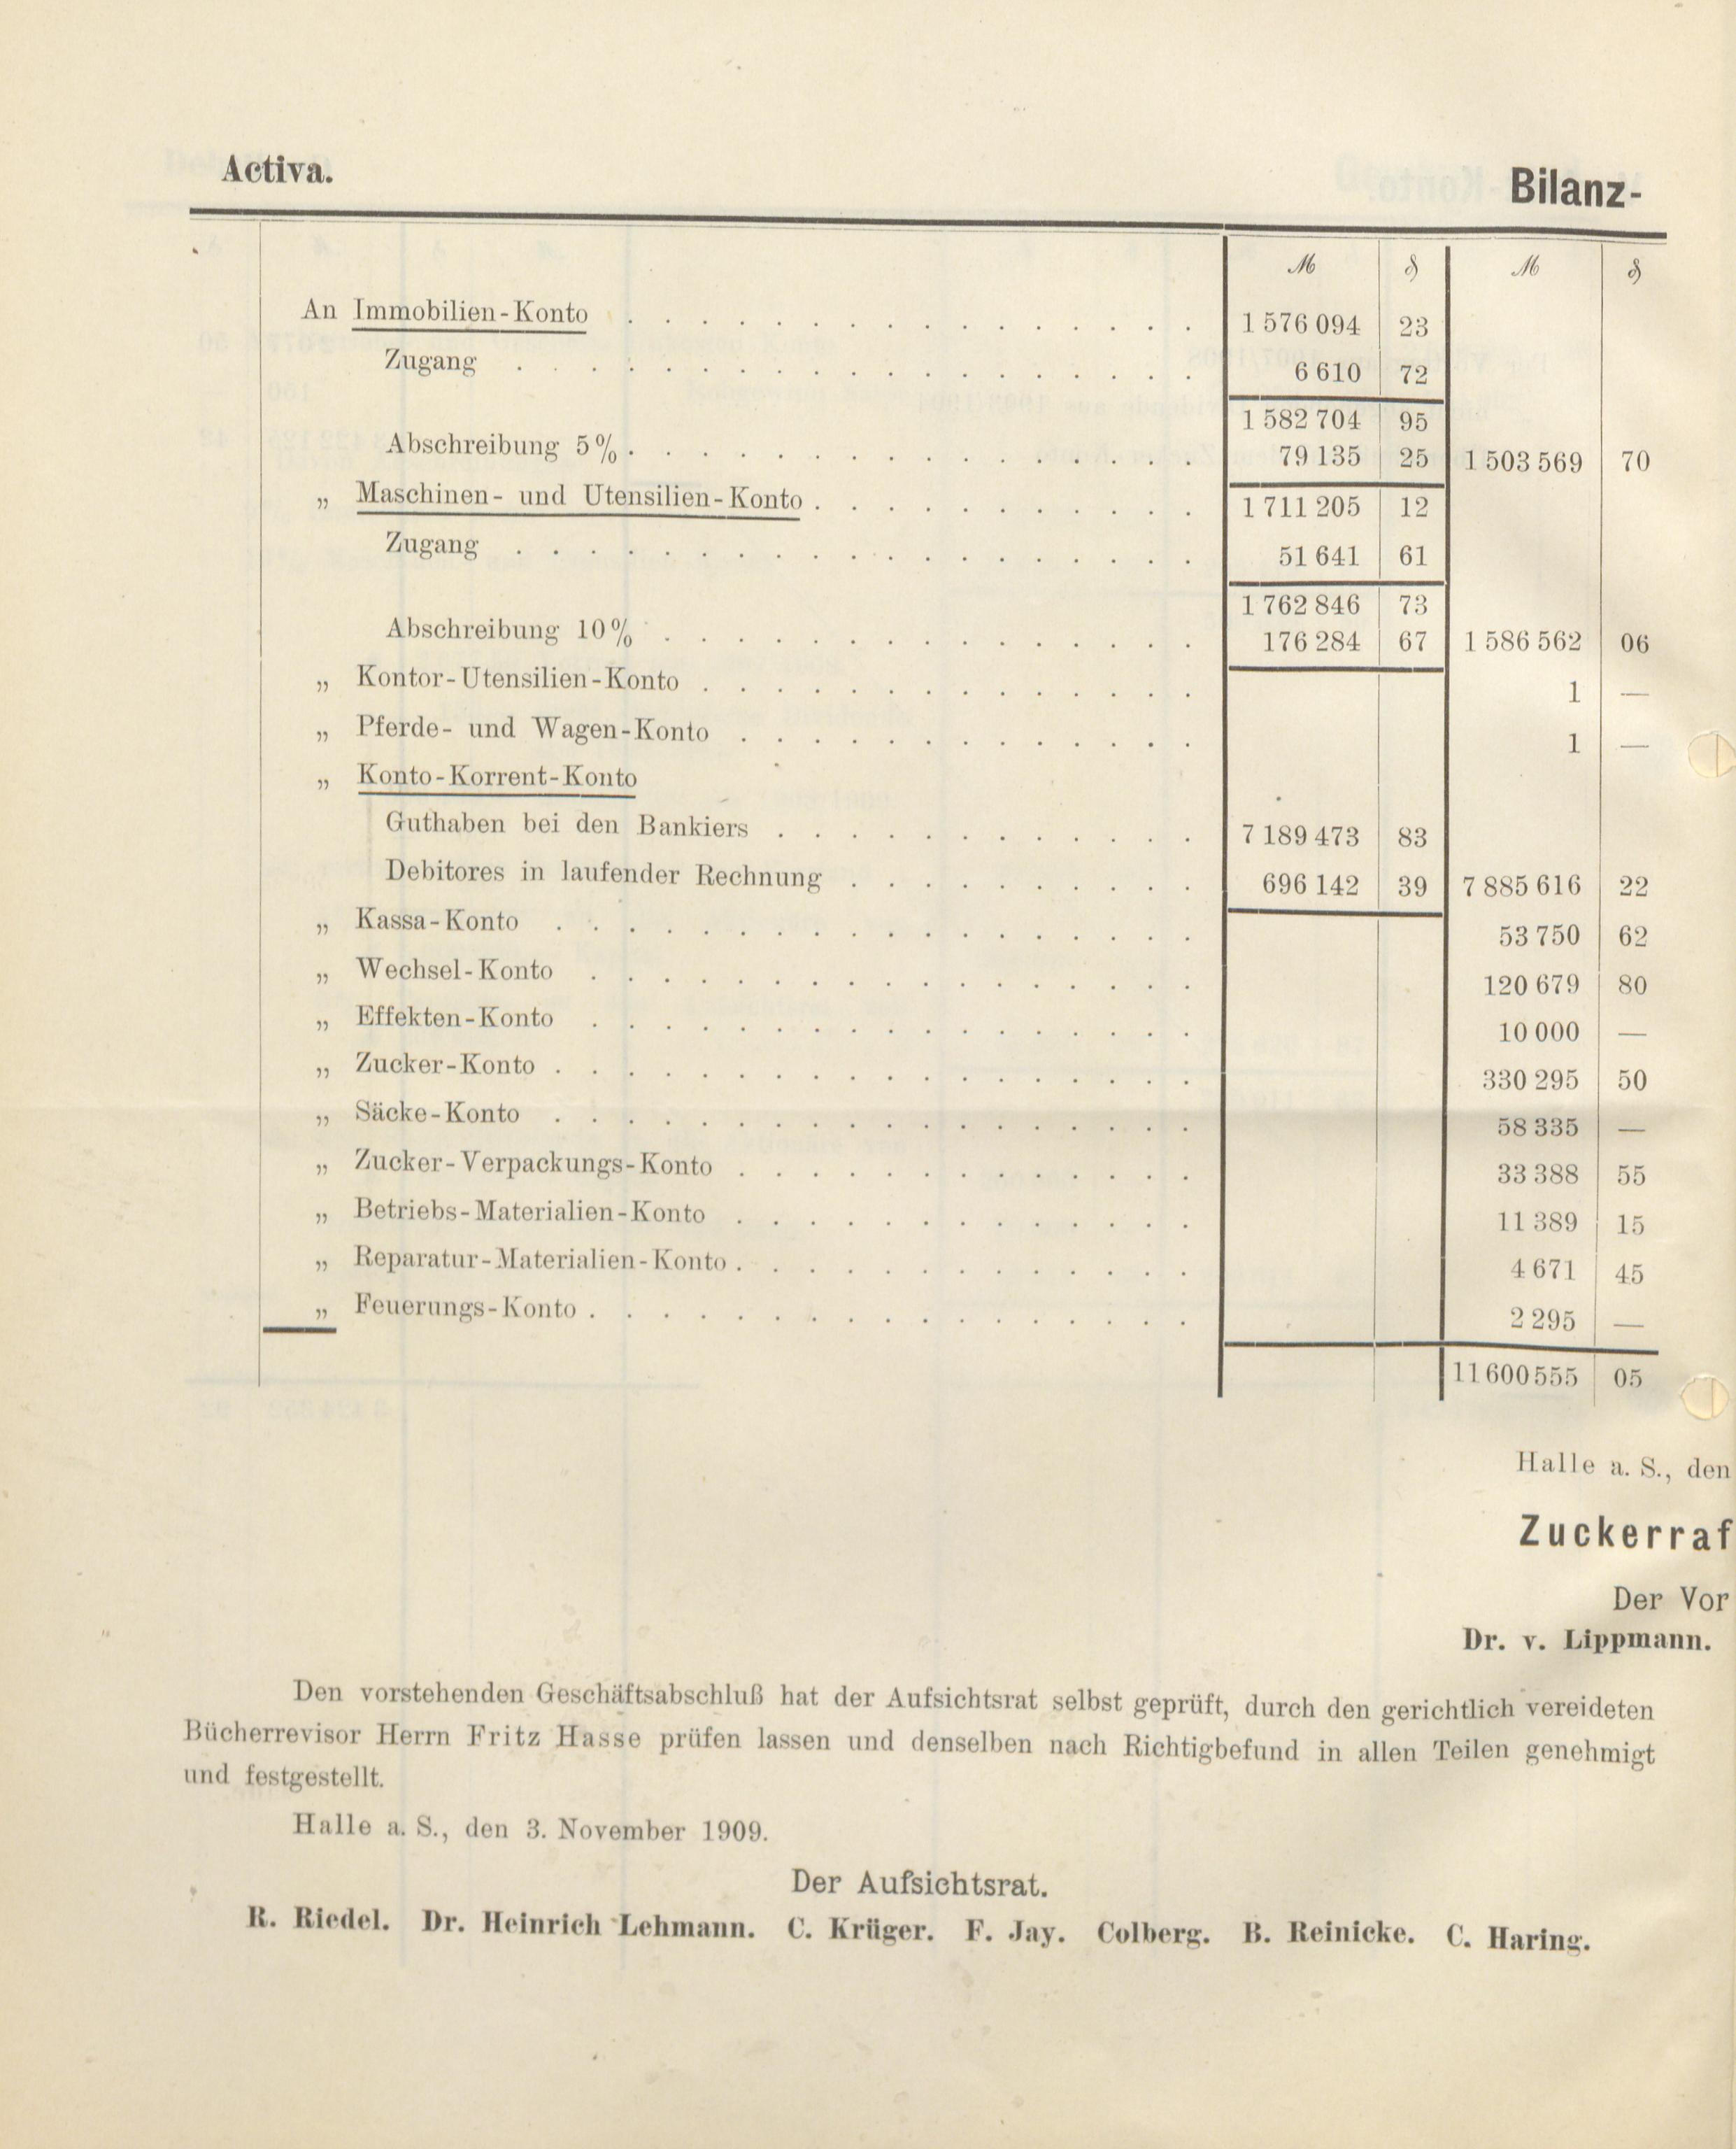 Activa.
Bilanz-
ℳ ₰ ℳ ₰
An Immobilien-Konto . . . . . . . . . . . . . . . . 1 576 094 23
Zugang . . . . . . . . . . . . . . . . . . . 6 610 72
1 582 704 95
Abschreibung 5% . . . . . . . . . . . . . . . . 79 135 25 1 503 569 70
„ Maschinen- und Utensilien-Konto . . . . . . . . . . . 1 711 205 12
Zugang . . . . . . . . . . . . . . . . . . . 51 641 61
1 762 846 73
Abschreibung 10% . . . . . . . . . . . . . . . 176 284 67 1 586 562 06
„ Kontor-Utensilien-Konto . . . . . . . . . . . . . . 1 —
„ Pferde- und Wagen-Konto . . . . . . . . . . . . . 1 —
„ Konto-Korrent-Konto
Guthaben bei den Bankiers . . . . . . . . . . . . 7 189 473 83
Debitores in laufender Rechnung . . . . . . . . . . 696 142 39 7 885 616 22
„ Kassa-Konto . . . . . . . . . . . . . . . . . . 53 750 62
„ Wechsel-Konto . . . . . . . . . . . . . . . . . 120 679 80
„ Effekten-Konto . . . . . . . . . . . . . . . . . 10 000 —
„ Zucker-Konto . . . . . . . . . . . . . . . . . . 330 295 50
„ Säcke-Konto . . . . . . . . . . . . . . . . . . 58 335 —
„ Zucker-Verpackungs-Konto . . . . . . . . . . . . . 33 388 55
„ Betriebs-Materialien-Konto . . . . . . . . . . . . . 11 389 15
„ Reparatur-Materialien-Konto . . . . . . . . . . . . . 4 671 45
„ Feuerungs-Konto . . . . . . . . . . . . . . . . . 2 295 —
11 600 555 05
Halle a. S., den
Zuckerraf
Der Vor
Dr. v. Lippmann.
Den vorstehenden Geschäftsabschluß hat der Aufsichtsrat selbst geprüft, durch den gerichtlich vereideten
Bücherrevisor Herrn Fritz Hasse prüfen lassen und denselben nach Richtigbefund in allen Teilen genehmigt
und festgestellt.
Halle a. S., den 3. November 1909.
Der Aufsichtsrat.
R. Riedel. Dr. Heinrich Lehmann. C. Krüger. F. Jay. Colberg. B. Reinicke. C. Haring.